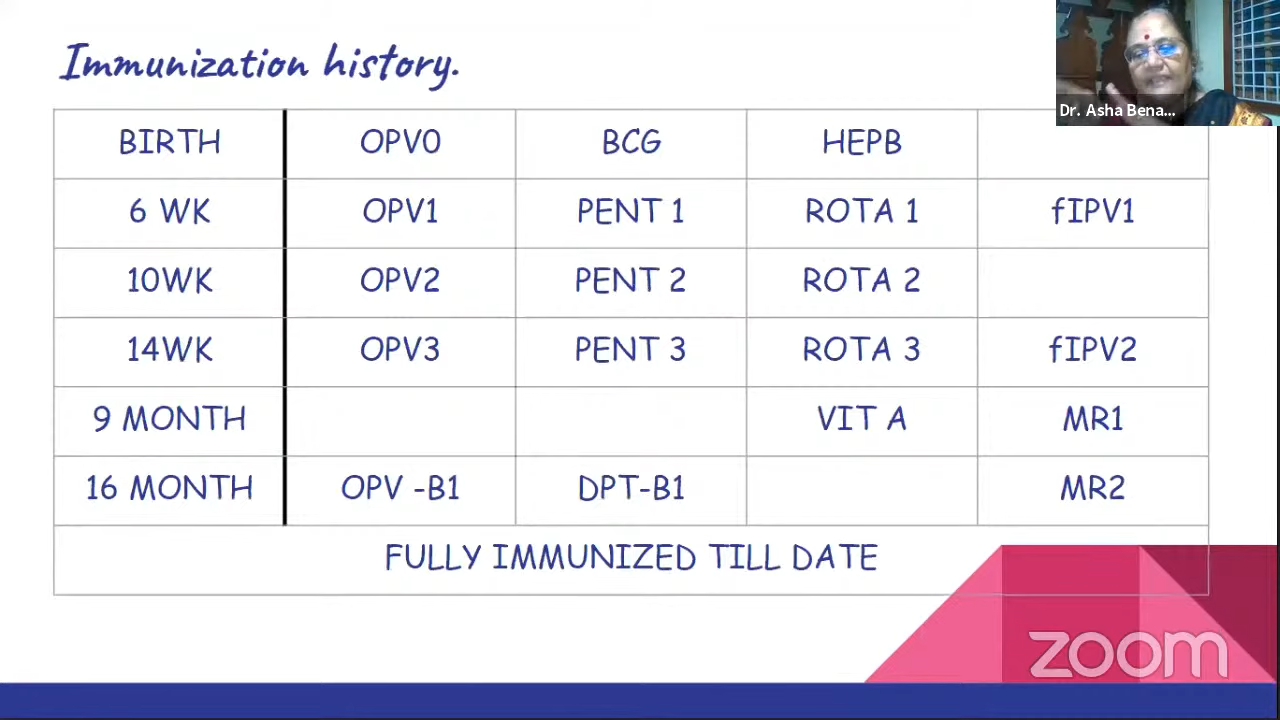 Immunization history.
Dr. Asha Bena...
BIRTH OPV0 BCG HEPB
6 WK OPV1 PENT 1 ROTA 1 fIPV1
10WK OPV2 PENT 2 ROTA 2
14WK OPV3 PENT 3 ROTA 3 fIPV2
9 MONTH VIT A MR1
16 MONTH OPV -B1 DPT-B1 MR2
FULLY IMMUNIZED TILL DATE
zoom